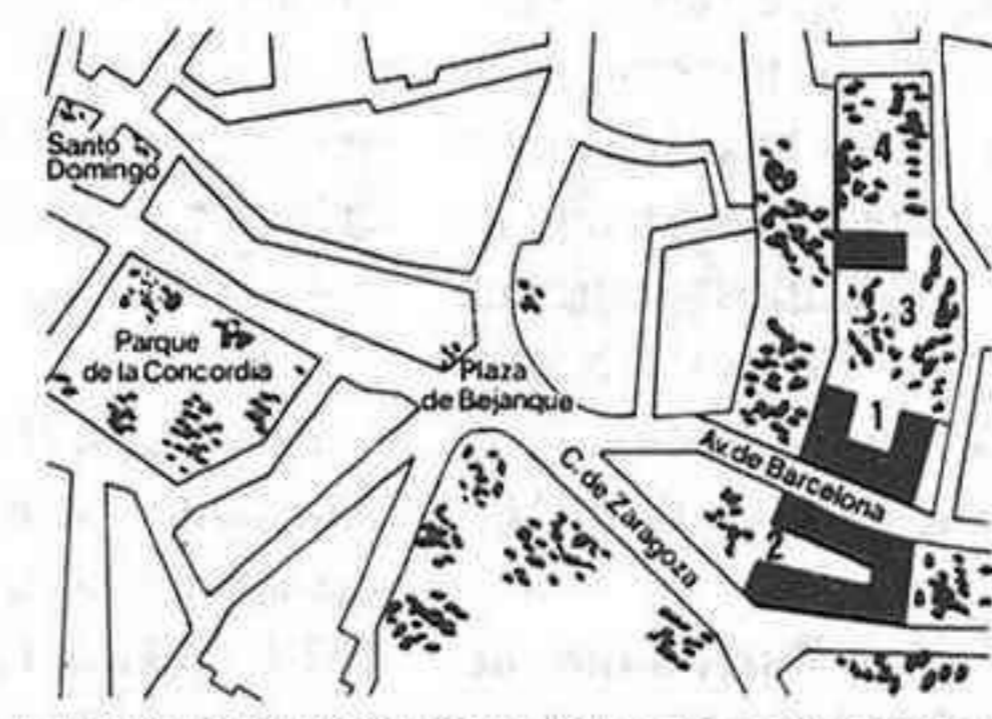 Santo
Domingo
4
3
Parque
de la Concordia
Plaza
de Bejanque
1
Av. de Barcelona
C. de Zaragoza
2